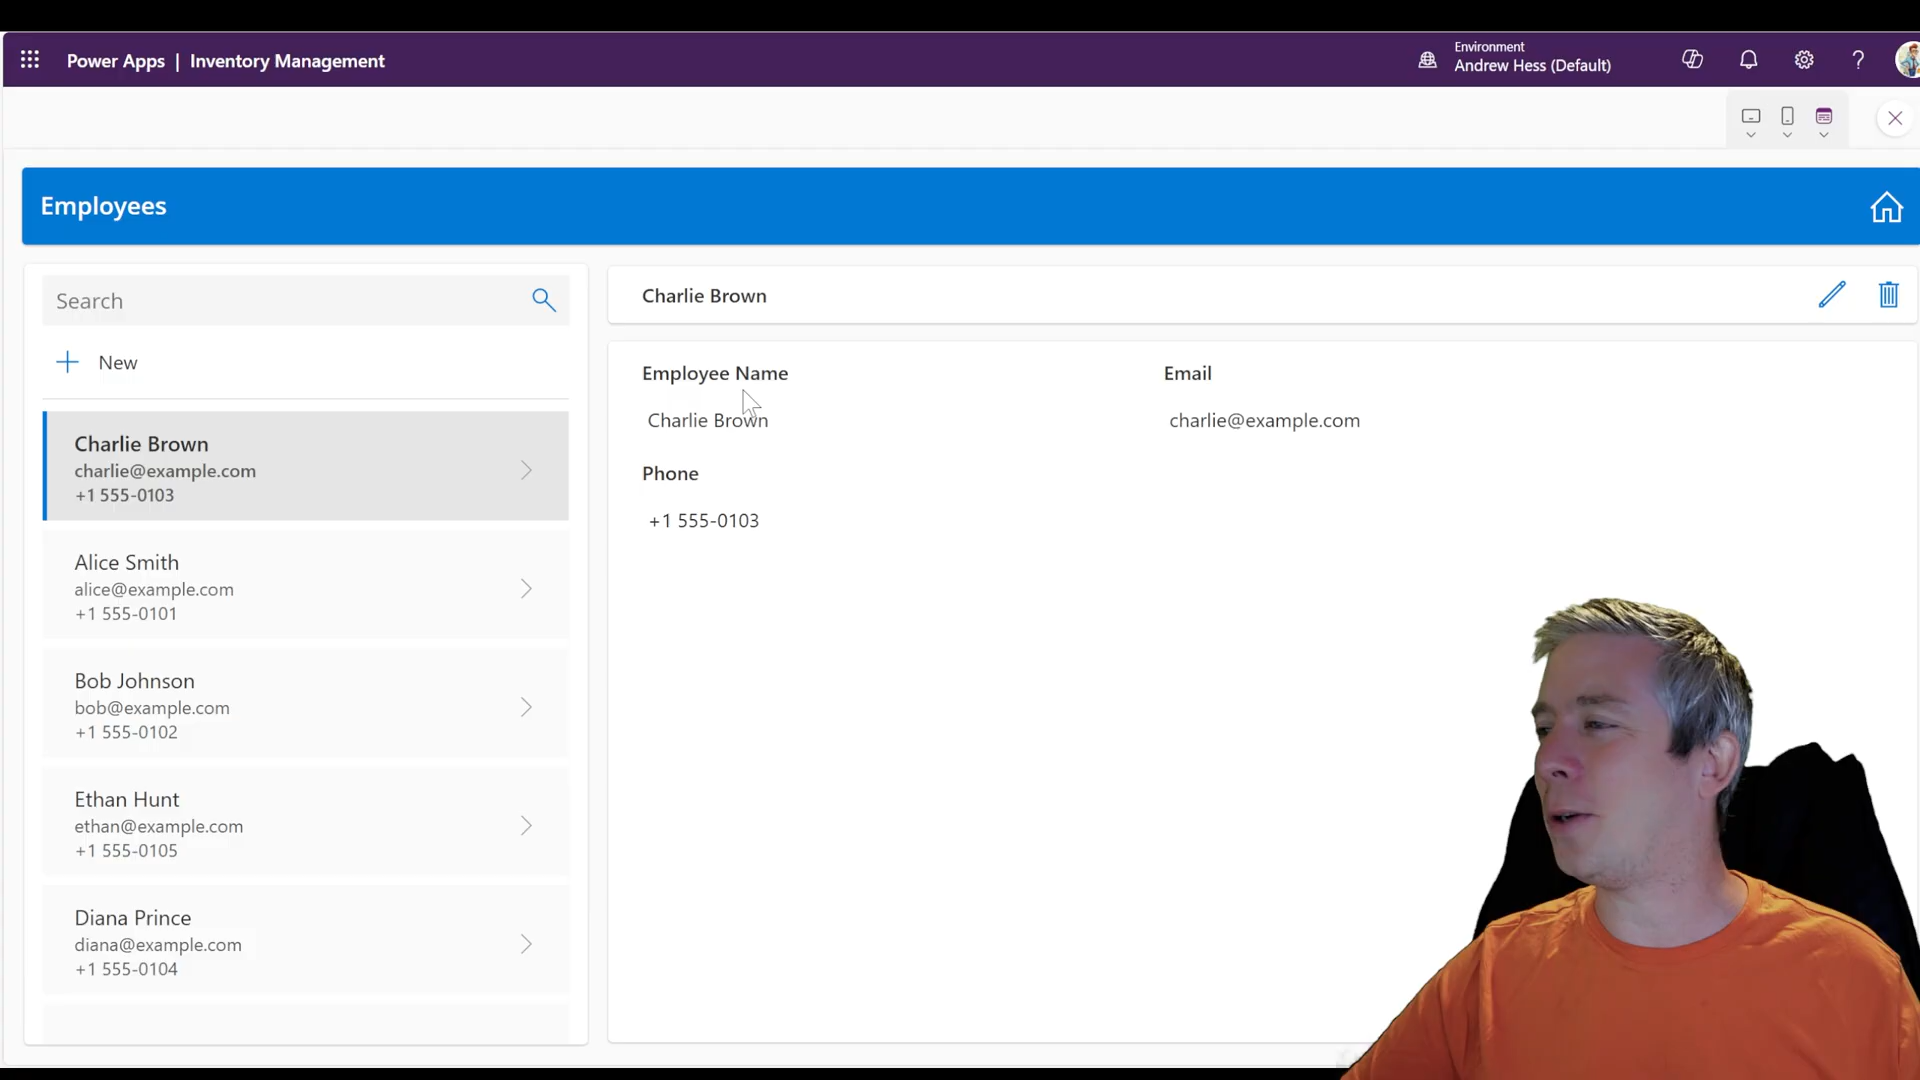 Power Apps | Inventory Management
Environment
Andrew Hess (Default)
Employees
Search
New
Charlie Brown
charlie@example.com
+1 555-0103
Alice Smith
alice@example.com
+1 555-0101
Bob Johnson
bob@example.com
+1 555-0102
Ethan Hunt
ethan@example.com
+1 555-0105
Diana Prince
diana@example.com
+1 555-0104
Charlie Brown
Employee Name
Charlie Brown
Email
charlie@example.com
Phone
+1 555-0103